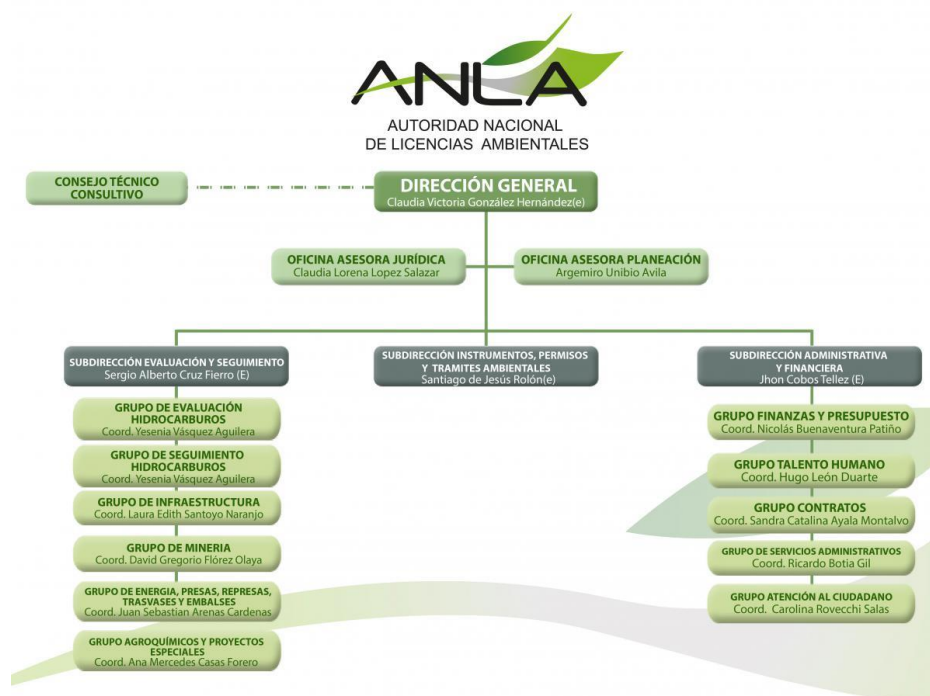 ANLA
AUTORIDAD NACIONAL
DE LICENCIAS AMBIENTALES
CONSEJO TÉCNICO
CONSULTIVO
DIRECCIÓN GENERAL
Claudia Victoria González Hernández(e)
OFICINA ASESORA JURÍDICA
Claudia Lorena Lopez Salazar
OFICINA ASESORA PLANEACIÓN
Argemiro Unibio Avila
SUBDIRECCIÓN EVALUACIÓN Y SEGUIMIENTO
Sergio Alberto Cruz Fierro (E)
GRUPO DE EVALUACIÓN
HIDROCARBUROS
Coord. Yesenia Vásquez Aguilera
GRUPO DE SEGUIMIENTO
HIDROCARBUROS
Coord. Yesenia Vásquez Aguilera
GRUPO DE INFRAESTRUCTURA
Coord. Laura Edith Santoyo Naranjo
GRUPO DE MINERIA
Coord. David Gregorio Flórez Olaya
GRUPO DE ENERGIA, PRESAS, REPRESAS,
TRASVASES Y EMBALSES
Coord. Juan Sebastian Arenas Cardenas
GRUPO AGROQUÍMICOS Y PROYECTOS
ESPECIALES
Coord. Ana Mercedes Casas Forero
SUBDIRECCIÓN INSTRUMENTOS, PERMISOS
Y TRAMITES AMBIENTALES
Santiago de Jesús Rolón(e)
SUBDIRECCIÓN ADMINISTRATIVA
Y FINANCIERA
Jhon Cobos Tellez (E)
GRUPO FINANZAS Y PRESUPUESTO
Coord. Nicolás Buenaventura Patiño
GRUPO TALENTO HUMANO
Coord. Hugo León Duarte
GRUPO CONTRATOS
Coord. Sandra Catalina Ayala Montalvo
GRUPO DE SERVICIOS ADMINISTRATIVOS
Coord. Ricardo Botia Gil
GRUPO ATENCIÓN AL CIUDADANO
Coord. Carolina Rovecchi Salas